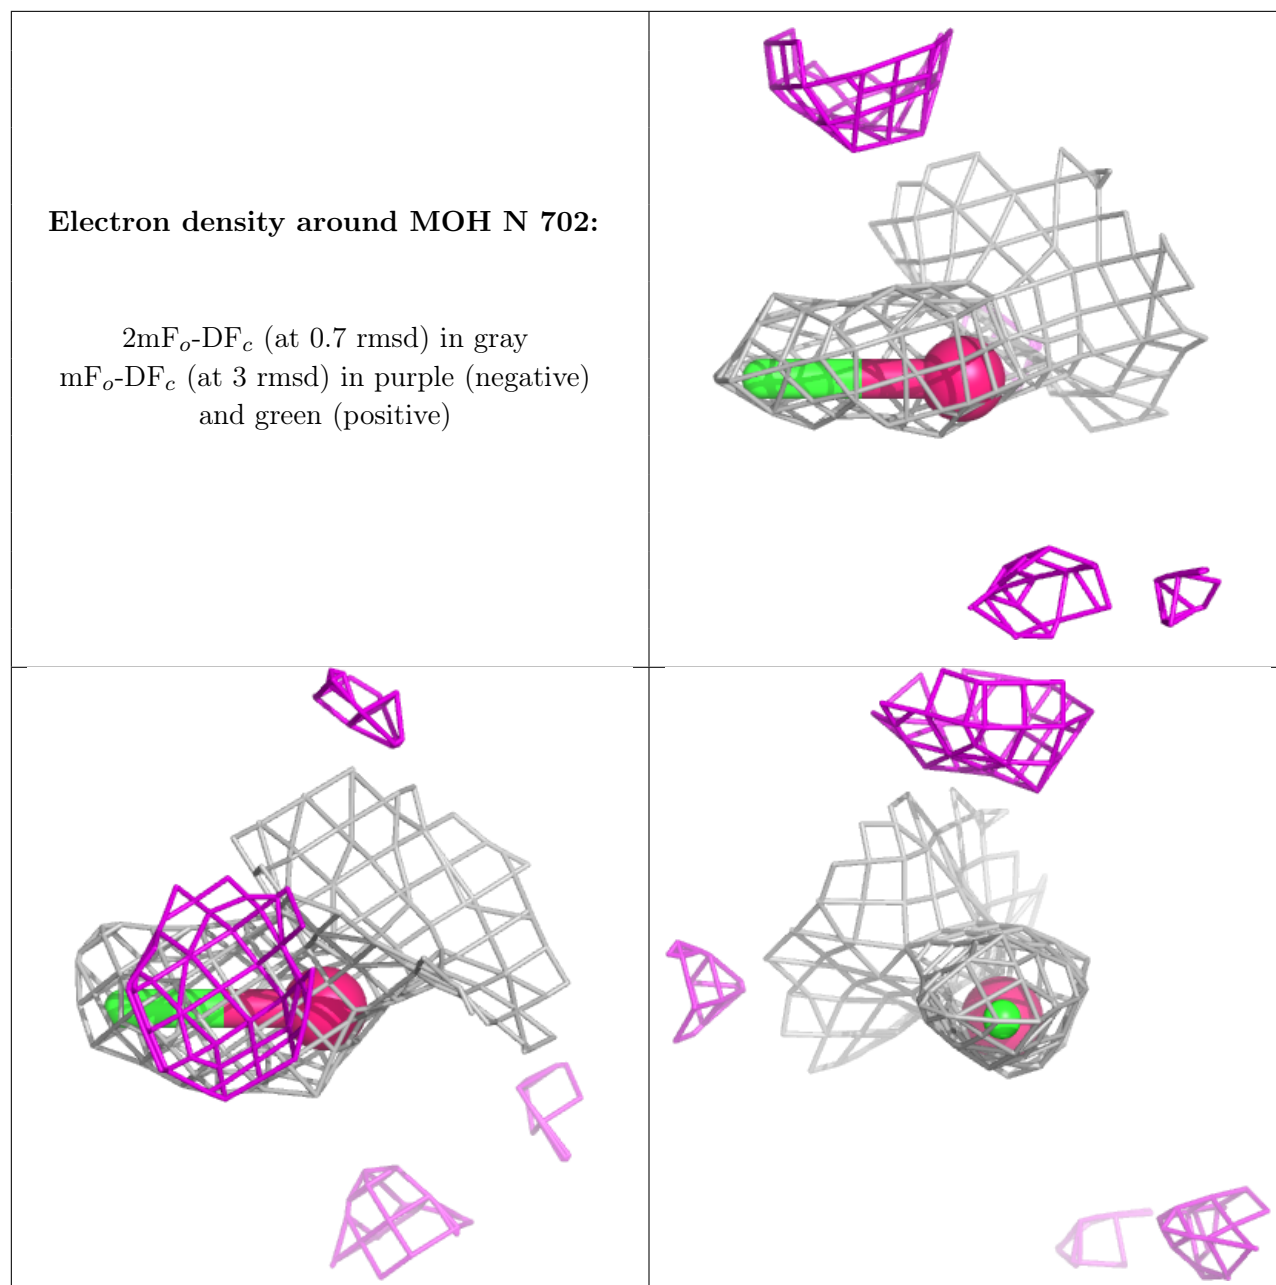 Electron density around MOH N 702:
2mFₒ-DF𝒸 (at 0.7 rmsd) in gray
mFₒ-DF𝒸 (at 3 rmsd) in purple (negative)
and green (positive)